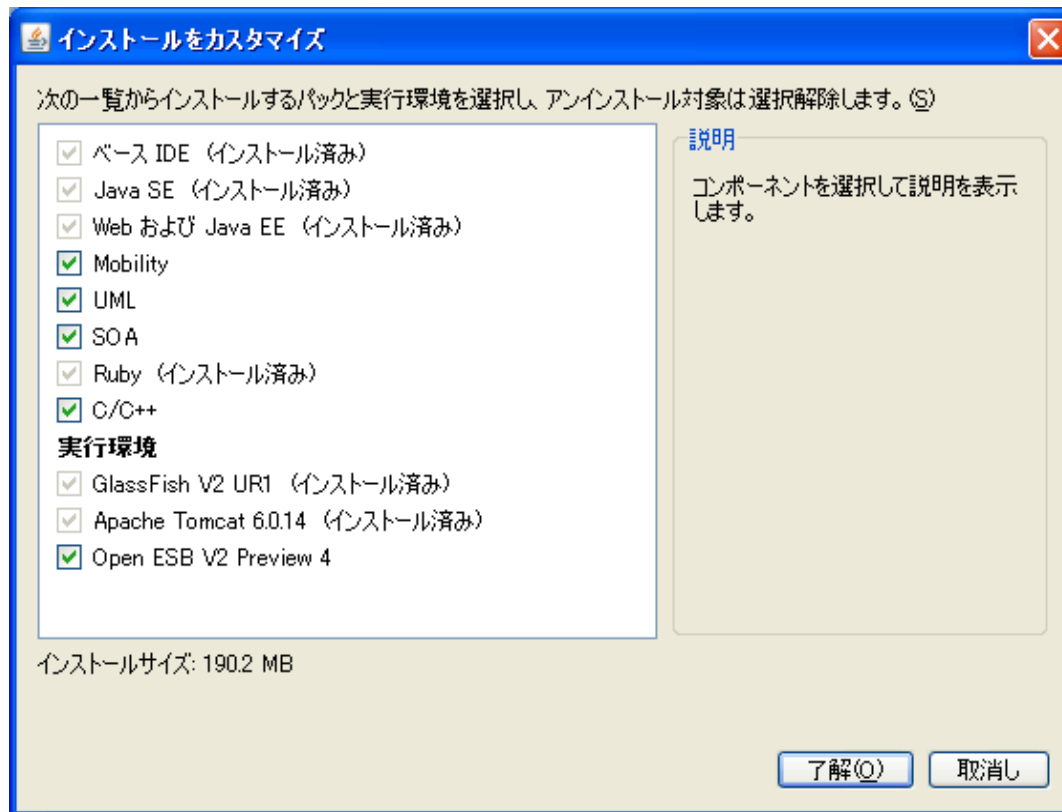 インストールをカスタマイズ
次の一覧からインストールするパックと実行環境を選択し、アンインストール対象は選択解除します。(S)
ベース IDE (インストール済み)
Java SE (インストール済み)
Web および Java EE (インストール済み)
Mobility
UML
SOA
Ruby (インストール済み)
C/C++
実行環境
GlassFish V2 UR1 (インストール済み)
Apache Tomcat 6.0.14 (インストール済み)
Open ESB V2 Preview 4
説明
コンポーネントを選択して説明を表示
します。
インストールサイズ: 190.2 MB
了解(O)
取消し